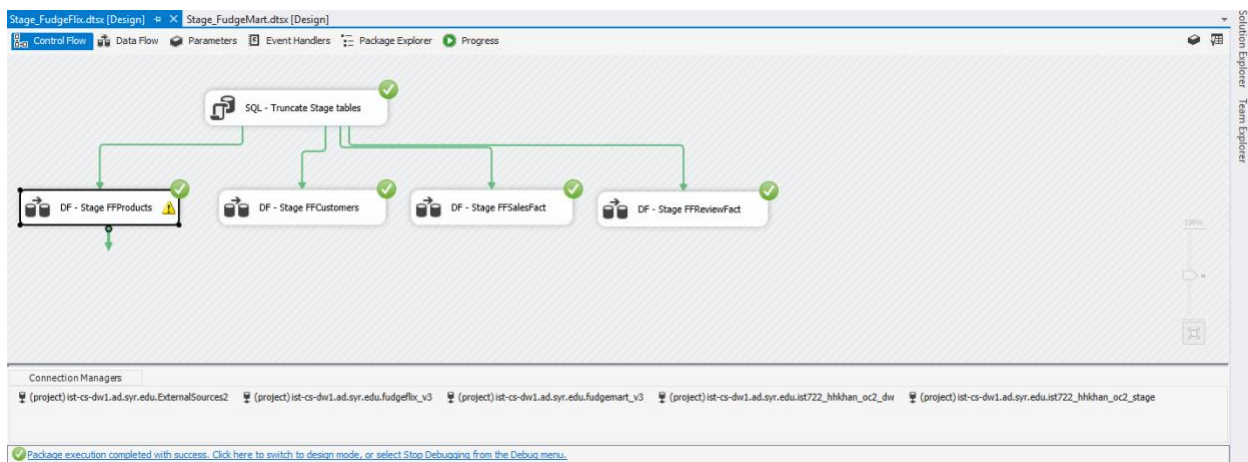 Stage_FudgeFlix.dtsx [Design] Stage_FudgeMart.dtsx [Design]
Control Flow Data Flow Parameters Event Handlers Package Explorer Progress
SQL - Truncate Stage tables
DF - Stage FFProducts DF - Stage FFCustomers DF - Stage FFSalesFact DF - Stage FFReviewFact
100%
Connection Managers
(project) ist-cs-dw1.ad.syr.edu.ExternalSources2 (project) ist-cs-dw1.ad.syr.edu.fudgeflix_v3 (project) ist-cs-dw1.ad.syr.edu.fudgemart_v3 (project) ist-cs-dw1.ad.syr.edu.ist722_hhkhan_oc2_dw (project) ist-cs-dw1.ad.syr.edu.ist722_hhkhan_oc2_stage
Package execution completed with success. Click here to switch to design mode, or select Stop Debugging from the Debug menu.
Solution Explorer
Team Explorer